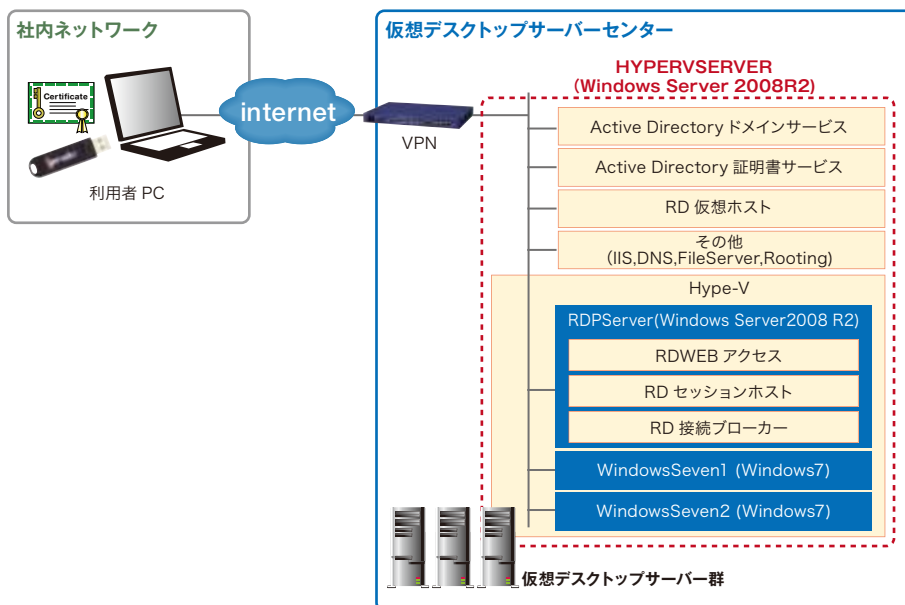 社内ネットワーク
Certificate
利用者 PC
internet
仮想デスクトップサーバーセンター
VPN
HYPERVSERVER
(Windows Server 2008R2)
Active Directory ドメインサービス
Active Directory 証明書サービス
RD 仮想ホスト
その他
(IIS,DNS,FileServer,Rooting)
Hype-V
RDPServer(Windows Server2008 R2)
RDWEB アクセス
RD セッションホスト
RD 接続ブローカー
WindowsSeven1 (Windows7)
WindowsSeven2 (Windows7)
仮想デスクトップサーバー群